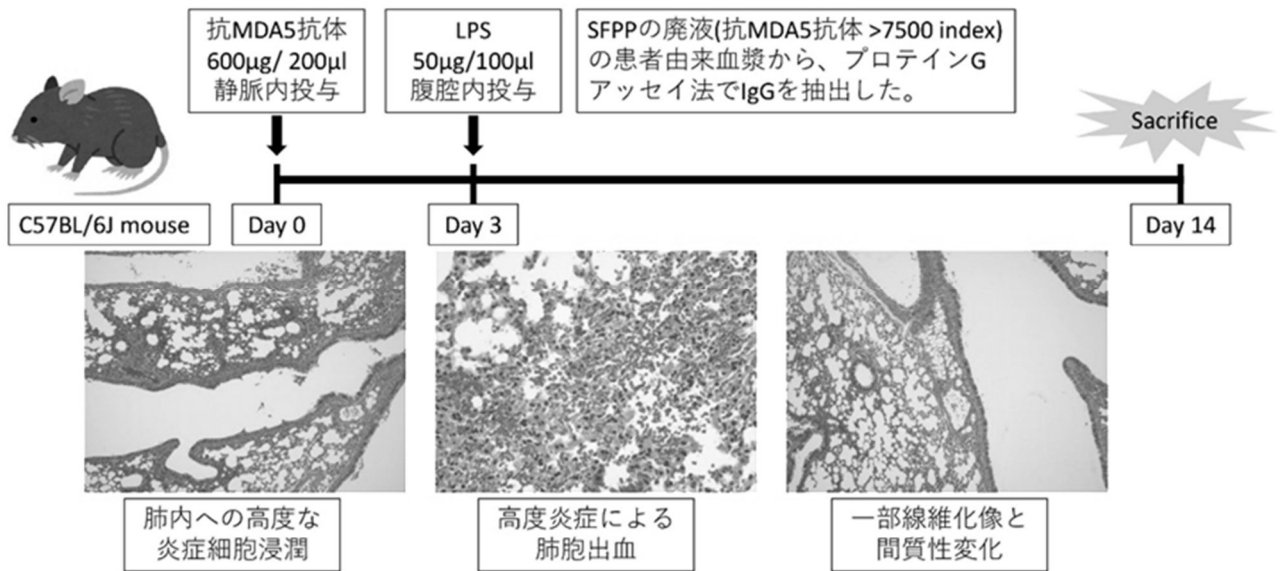 抗MDA5抗体
600µg/ 200µl
静脈内投与
LPS
50µg/100µl
腹腔内投与
SFPPの廃液(抗MDA5抗体 >7500 index)
の患者由来血漿から、プロテインG
アッセイ法でIgGを抽出した。
Sacrifice
C57BL/6J mouse
Day 0
Day 3
Day 14
肺内への高度な
炎症細胞浸潤
高度炎症による
肺胞出血
一部線維化像と
間質性変化